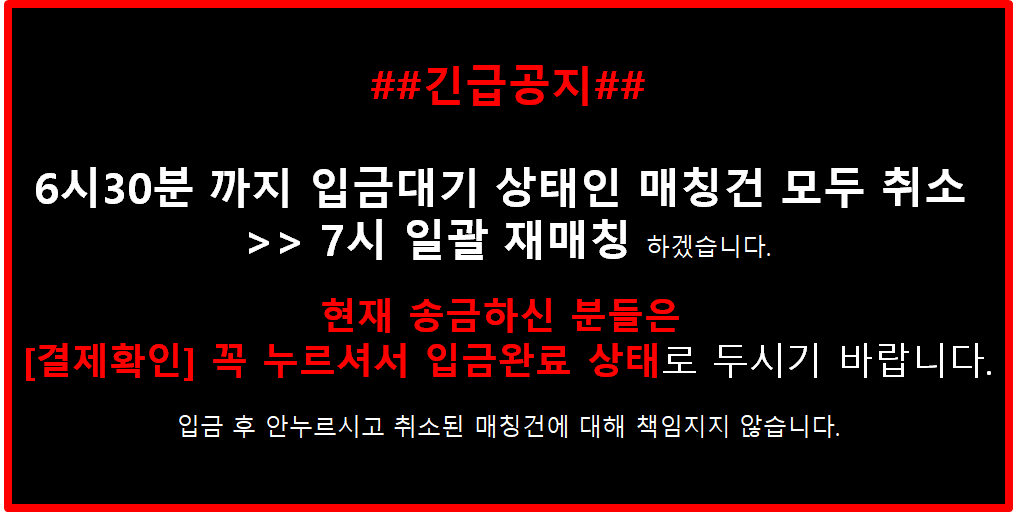 ##긴급공지##
6시30분 까지 입금대기 상태인 매칭건 모두 취소
>> 7시 일괄 재매칭 하겠습니다.
현재 송금하신 분들은
[결제확인] 꼭 누르셔서 입금완료 상태로 두시기 바랍니다.
입금 후 안누르시고 취소된 매칭건에 대해 책임지지 않습니다.